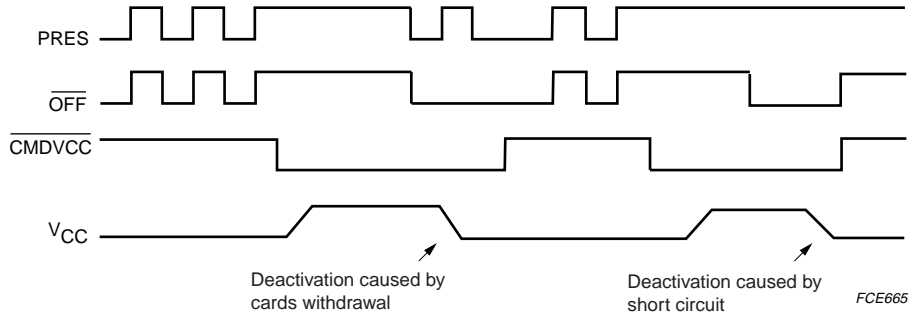 PRES
OFF
CMDVCC
VCC
Deactivation caused by
cards withdrawal
Deactivation caused by
short circuit
FCE665